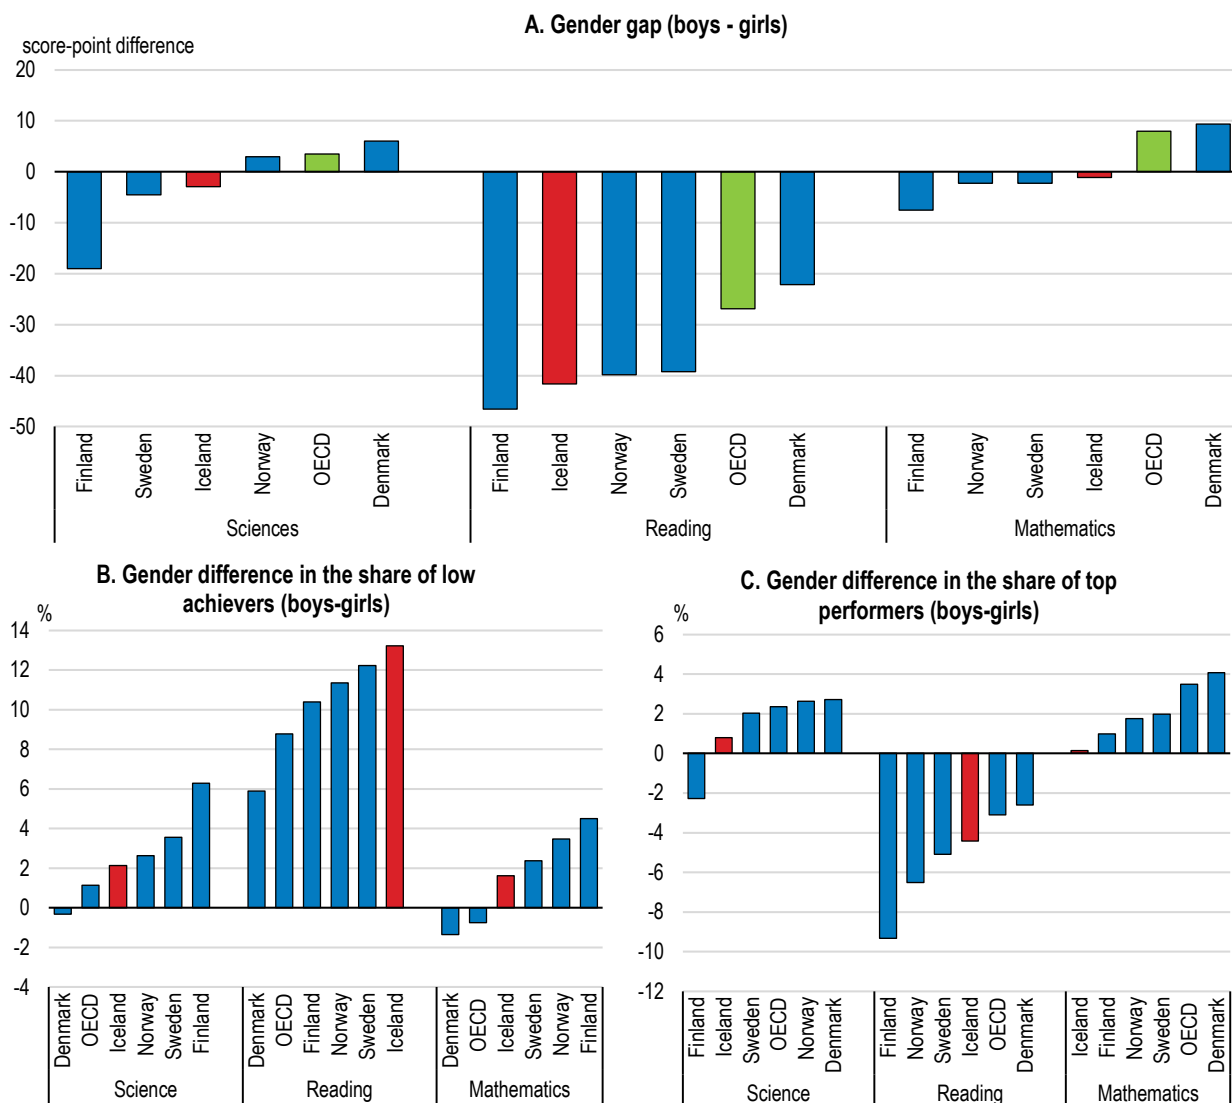 A. Gender gap (boys - girls)
score-point difference
20
10
0
-10
-20
-30
-40
-50
Finland
Sweden
Iceland
Norway
OECD
Denmark
Finland
Iceland
Norway
Sweden
OECD
Denmark
Finland
Norway
Sweden
Iceland
OECD
Denmark
Sciences
Reading
Mathematics
B. Gender difference in the share of low
achievers (boys-girls)
%
14
12
10
8
6
4
2
0
-2
-4
Denmark
OECD
Iceland
Norway
Sweden
Finland
Denmark
OECD
Finland
Norway
Sweden
Iceland
Denmark
OECD
Iceland
Sweden
Norway
Finland
Science
Reading
Mathematics
C. Gender difference in the share of top
performers (boys-girls)
%
6
4
2
0
-2
-4
-6
-8
-10
-12
Finland
Iceland
Sweden
OECD
Norway
Denmark
Finland
Norway
Sweden
Iceland
OECD
Denmark
Iceland
Finland
Norway
Sweden
OECD
Denmark
Science
Reading
Mathematics